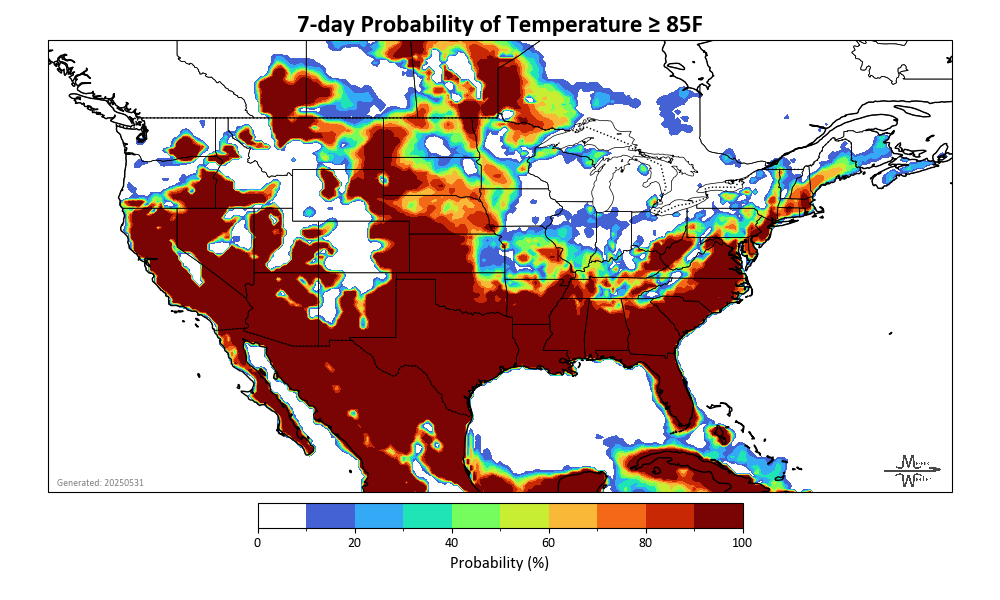 7-day Probability of Temperature ≥ 85F
Generated: 20250531
0 20 40 60 80 100
Probability (%)